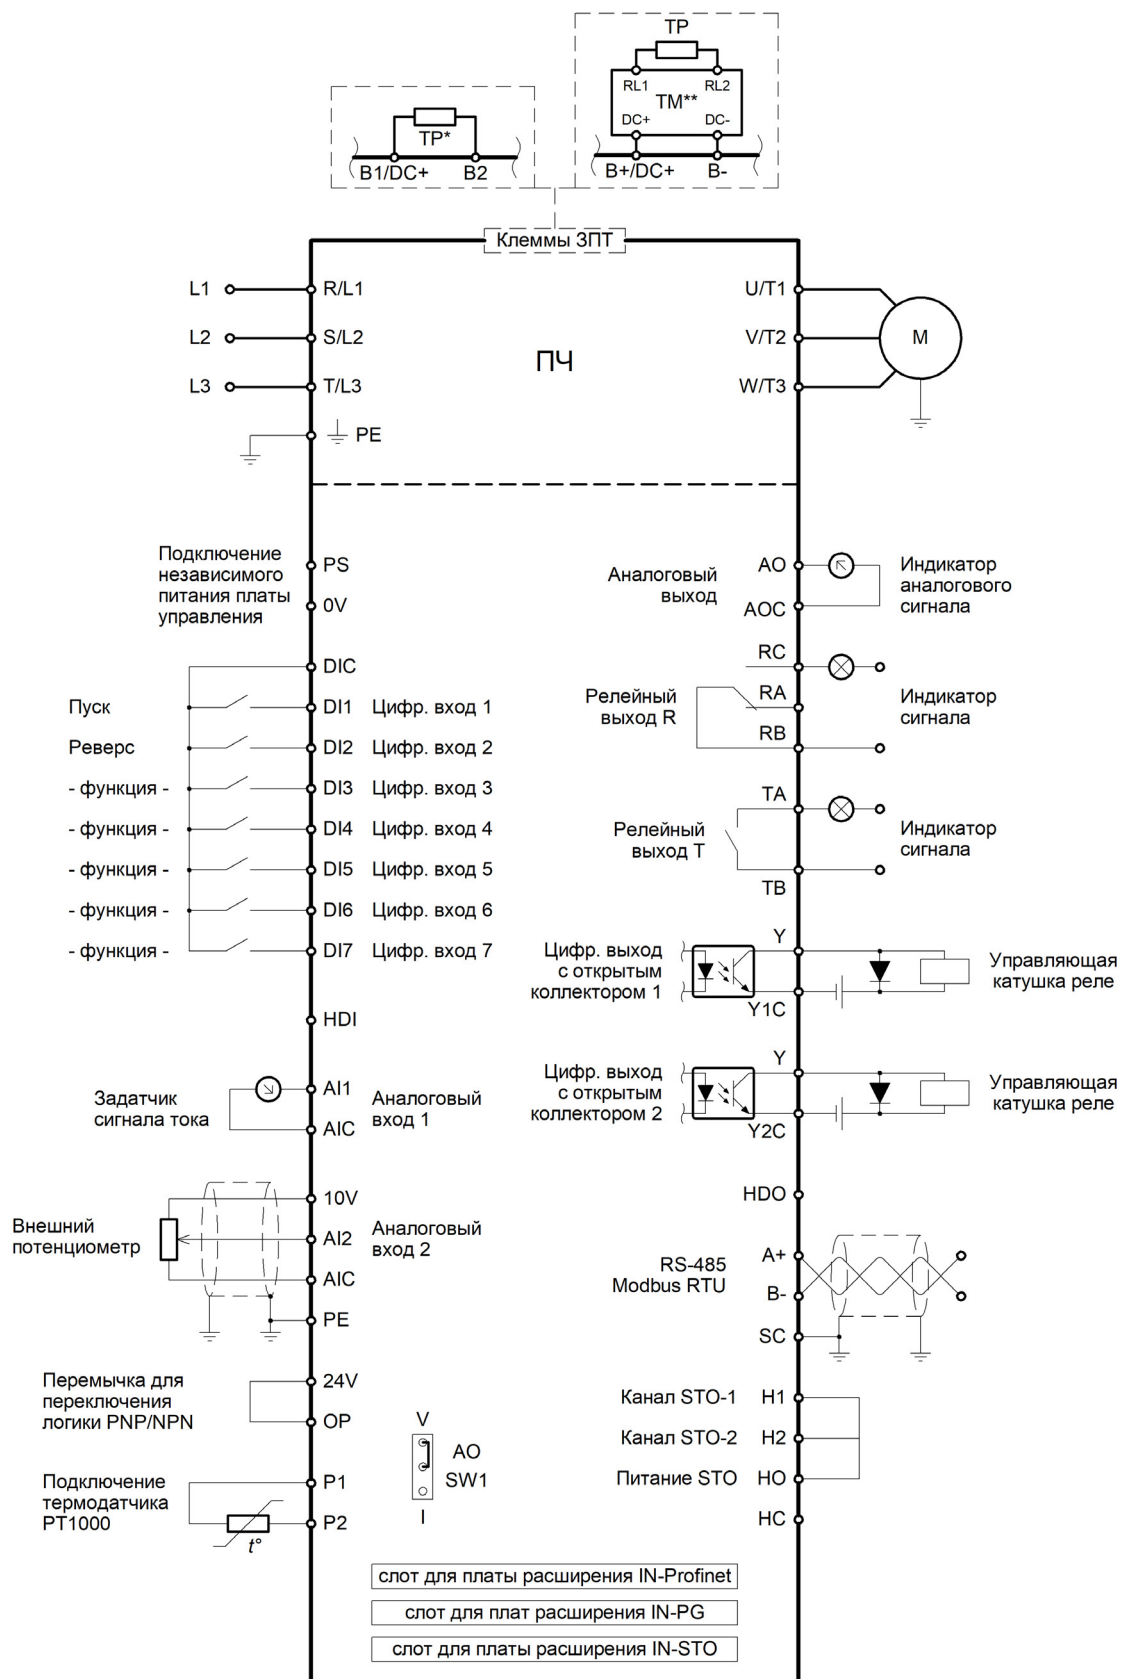 TP
RL1 RL2
TM**
DC+ DC-
B+/DC+ B-
TP*
B1/DC+ B2
Клеммы ЗПТ
L1 R/L1
L2 S/L2
L3 T/L3
PE
ПЧ
U/T1
V/T2
W/T3
M
Подключение
независимого
питания платы
управления
PS
0V
DIC
Пуск DI1 Цифр. вход 1
Реверс DI2 Цифр. вход 2
- функция - DI3 Цифр. вход 3
- функция - DI4 Цифр. вход 4
- функция - DI5 Цифр. вход 5
- функция - DI6 Цифр. вход 6
- функция - DI7 Цифр. вход 7
HDI
Задатчик
сигнала тока
AI1
AIC
Аналоговый
вход 1
Внешний
потенциометр
10V
AI2
AIC
PE
Аналоговый
вход 2
Перемычка для
переключения
логики PNP/NPN
24V
OP
Подключение
термодатчика
PT1000
P1
P2
t°
V
AO
SW1
I
Аналоговый
выход
AO
AOC
Индикатор
аналогового
сигнала
Релейный
выход R
RC
RA
RB
Индикатор
сигнала
Релейный
выход T
TA
TB
Индикатор
сигнала
Цифр. выход
с открытым
коллектором 1
Y
Y1C
Управляющая
катушка реле
Цифр. выход
с открытым
коллектором 2
Y
Y2C
Управляющая
катушка реле
HDO
RS-485
Modbus RTU
A+
B-
SC
Канал STO-1 H1
Канал STO-2 H2
Питание STO HO
HC
слот для платы расширения IN-Profinet
слот для плат расширения IN-PG
слот для платы расширения IN-STO